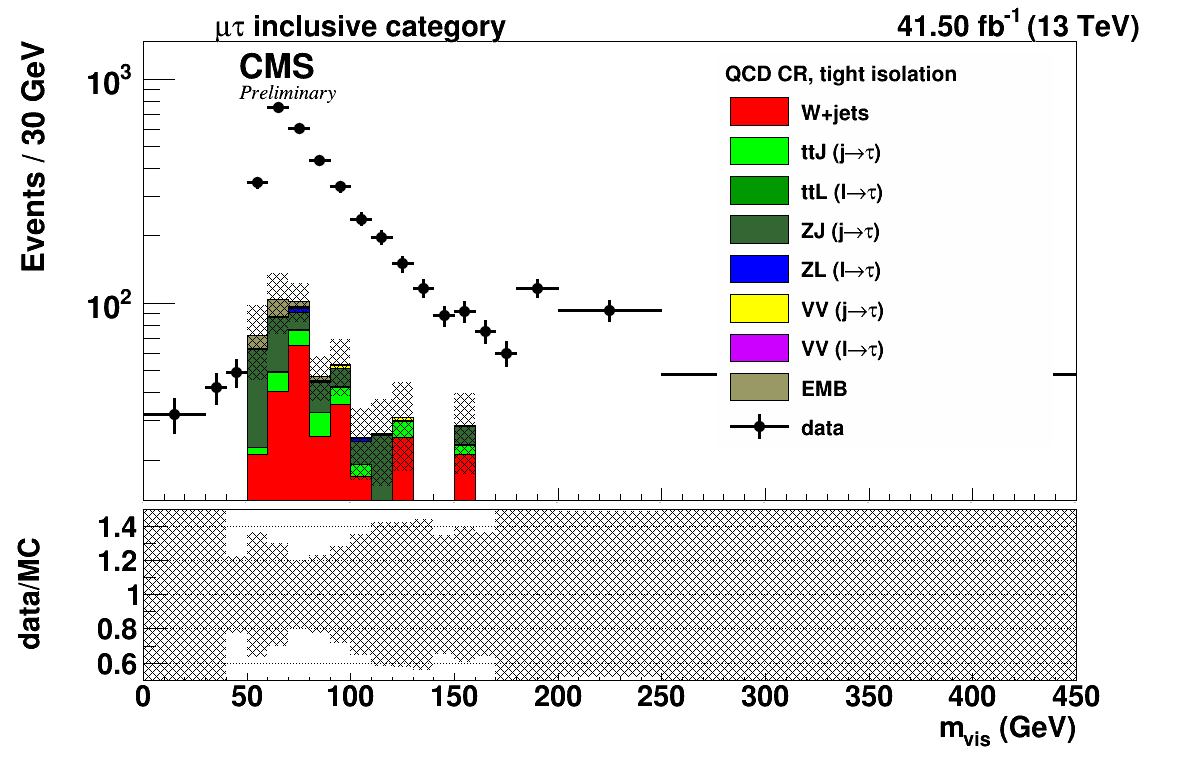 μτ inclusive category
41.50 fb⁻¹ (13 TeV)
CMS
Preliminary
QCD CR, tight isolation
W+jets
ttJ (j→τ)
ttL (l→τ)
ZJ (j→τ)
ZL (l→τ)
VV (j→τ)
VV (l→τ)
EMB
data
Events / 30 GeV
10³
10²
data/MC
1.4
1.2
1
0.8
0.6
0 50 100 150 200 250 300 350 400 450
m_vis (GeV)